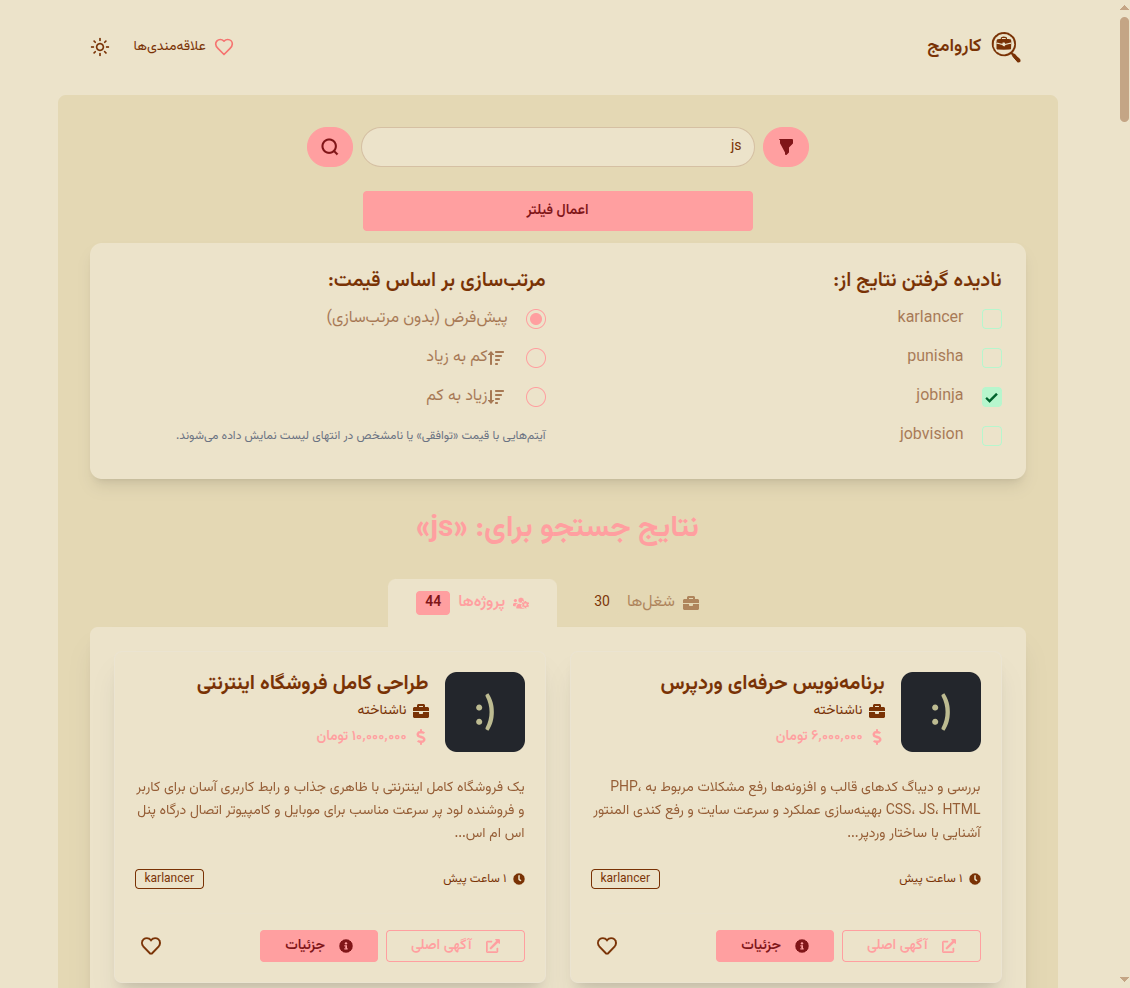 کاروامچ
علاقه‌مندی‌ها
js
اعمال فیلتر
نادیده گرفتن نتایج از:
karlancer
punisha
jobinja
jobvision
مرتب‌سازی بر اساس قیمت:
پیش‌فرض (بدون مرتب‌سازی)
کم به زیاد
زیاد به کم
آیتم‌هایی با قیمت «توافقی» یا نامشخص در انتهای لیست نمایش داده می‌شوند.
نتایج جستجو برای: «js»
شغل‌ها 30
پروژه‌ها 44
برنامه‌نویس حرفه‌ای وردپرس
ناشناخته
۶,۰۰۰,۰۰۰ تومان
بررسی و دیباگ کدهای قالب و افزونه‌ها رفع مشکلات مربوط به PHP،
CSS، JS، HTML بهینه‌سازی عملکرد و سرعت سایت و رفع کندی المنتور
آشنایی با ساختار وردپر...
۱ ساعت پیش
karlancer
آگهی اصلی
جزئیات
طراحی کامل فروشگاه اینترنتی
ناشناخته
۱۰,۰۰۰,۰۰۰ تومان
یک فروشگاه کامل اینترنتی با ظاهری جذاب و رابط کاربری آسان برای کاربر
و فروشنده لود پر سرعت مناسب برای موبایل و کامپیوتر اتصال درگاه پنل
اس ام اس...
۱ ساعت پیش
karlancer
آگهی اصلی
جزئیات